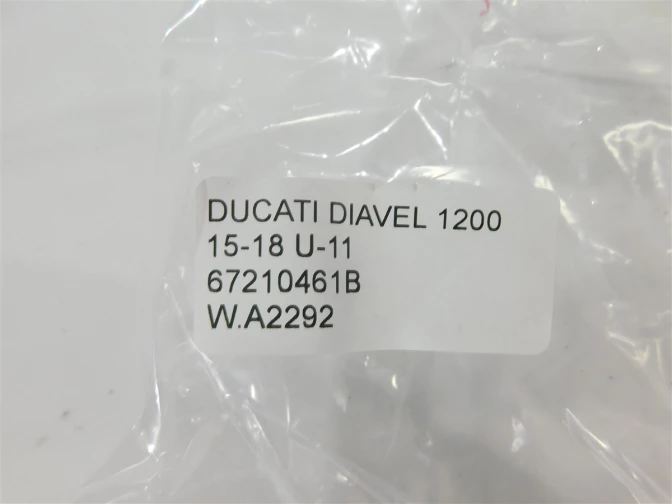 DUCATI DIAVEL 1200
15-18 U-11
67210461B
W.A2292